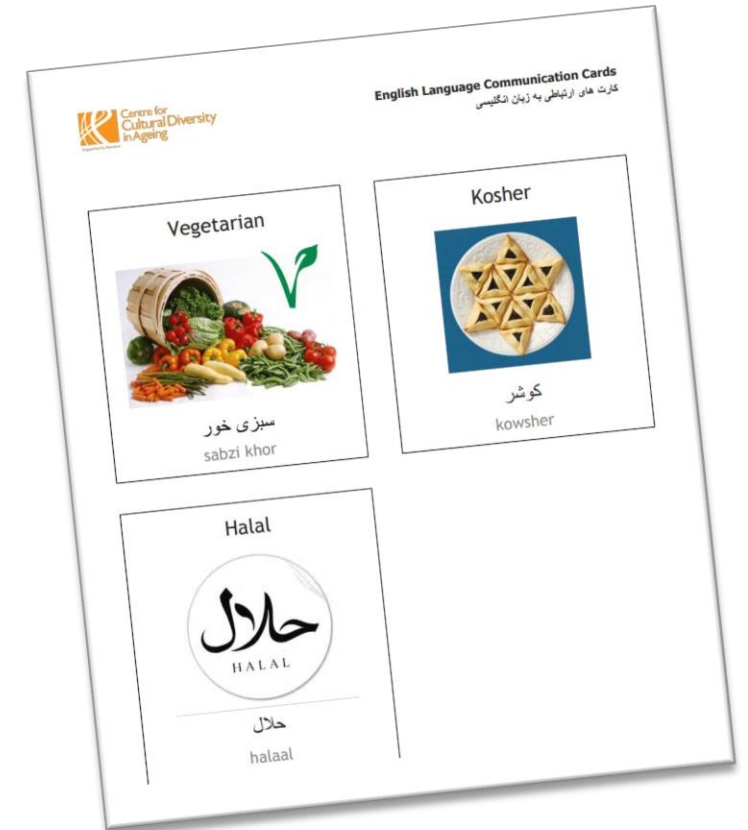 Centre for
Cultural Diversity
in Ageing
English Language Communication Cards
کارت های ارتباطی به زبان انگلیسی
Vegetarian
سبزی خور
sabzi khor
Kosher
کوشر
kowsher
Halal
حلال
HALAL
حلال
halaal